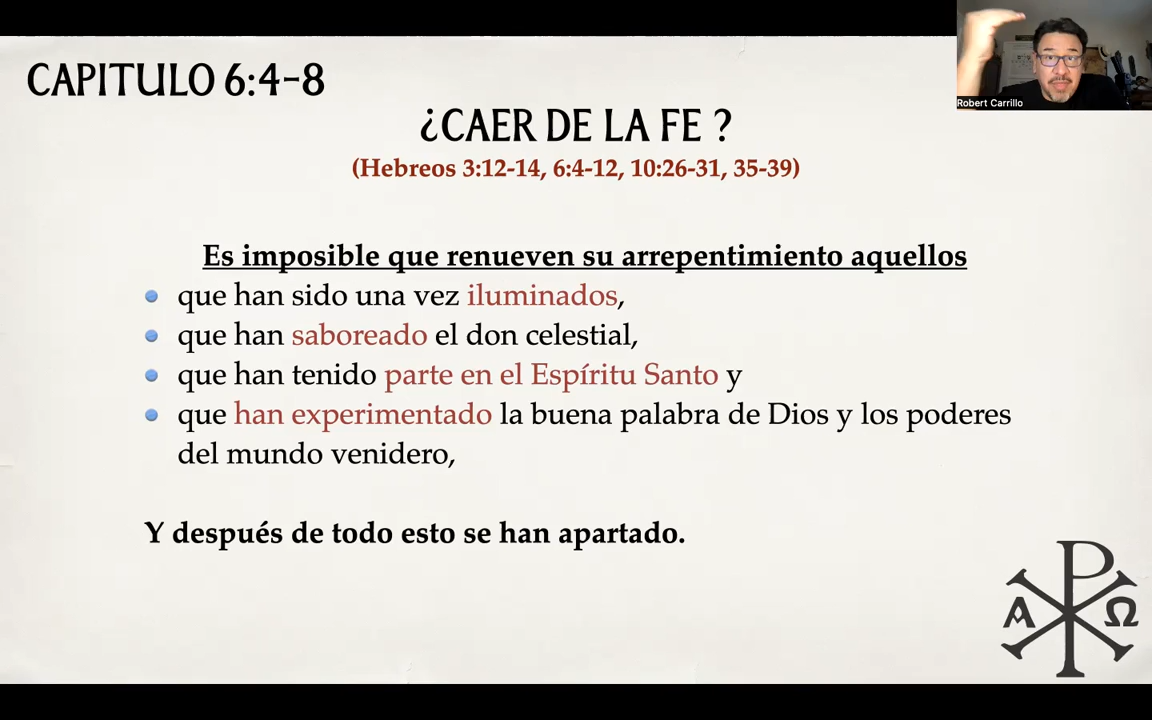 CAPITULO 6:4-8
Robert Carrillo
¿CAER DE LA FE ?
(Hebreos 3:12-14, 6:4-12, 10:26-31, 35-39)
Es imposible que renueven su arrepentimiento aquellos
que han sido una vez iluminados,
que han saboreado el don celestial,
que han tenido parte en el Espíritu Santo y
que han experimentado la buena palabra de Dios y los poderes
del mundo venidero,
Y después de todo esto se han apartado.
Α Ω